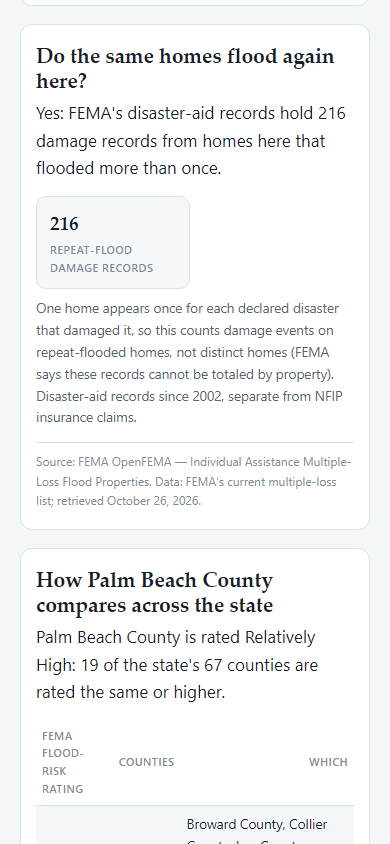 Do the same homes flood again
here?
Yes: FEMA's disaster-aid records hold 216
damage records from homes here that
flooded more than once.
216
REPEAT-FLOOD
DAMAGE RECORDS
One home appears once for each declared disaster
that damaged it, so this counts damage events on
repeat-flooded homes, not distinct homes (FEMA
says these records cannot be totaled by property).
Disaster-aid records since 2002, separate from NFIP
insurance claims.
Source: FEMA OpenFEMA — Individual Assistance Multiple-
Loss Flood Properties. Data: FEMA's current multiple-loss
list; retrieved October 26, 2026.
How Palm Beach County
compares across the state
Palm Beach County is rated Relatively
High: 19 of the state's 67 counties are
rated the same or higher.
FEMA
FLOOD-
RISK
RATING
COUNTIES
WHICH
Broward County, Collier